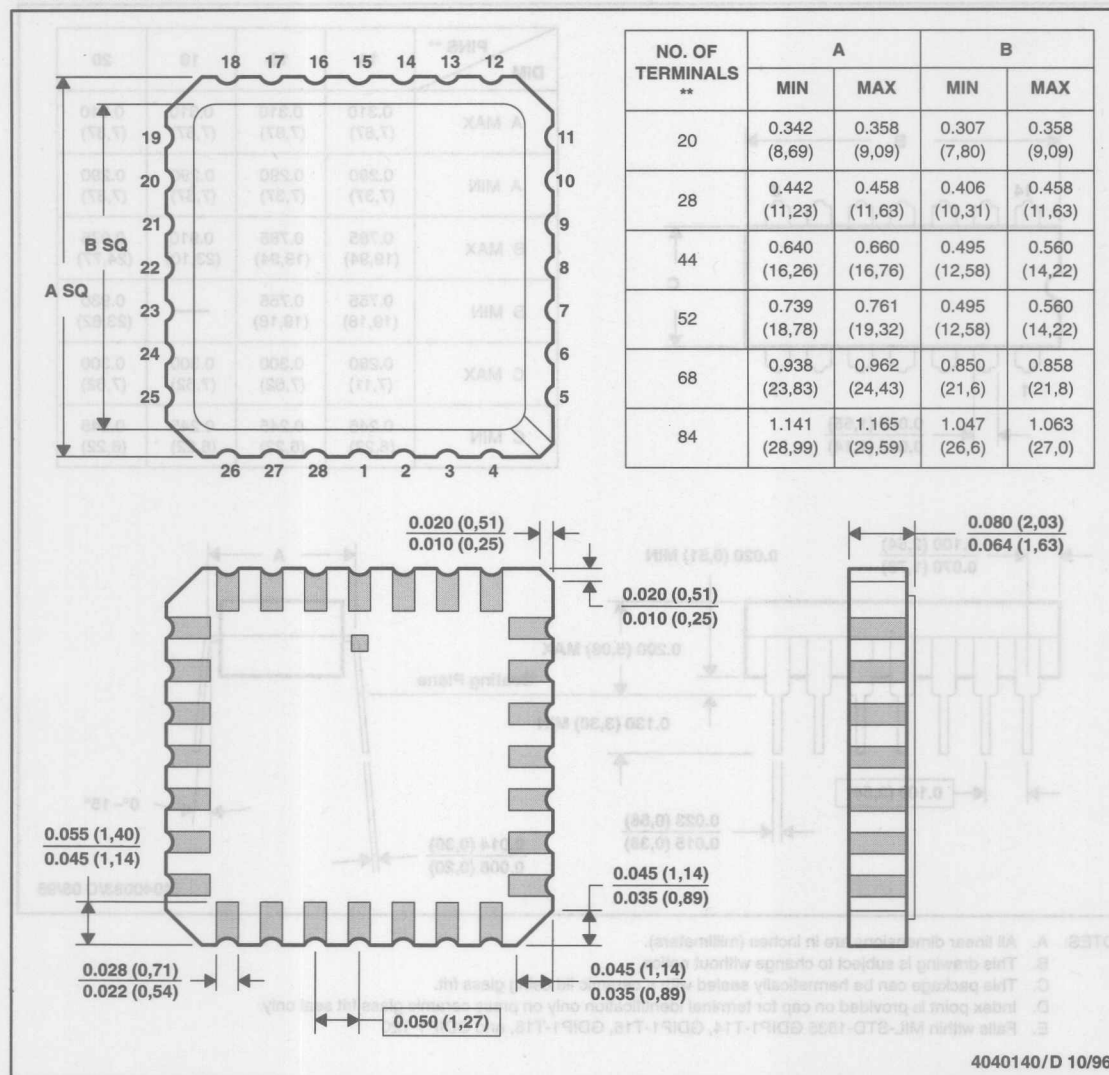 18 17 16 15 14 13 12
19
20
21
22
23
24
25
11
10
9
8
7
6
5
26 27 28 1 2 3 4
B SQ
A SQ
NO. OF TERMINALS ** A B
MIN MAX MIN MAX
20 0.342 (8,69) 0.358 (9,09) 0.307 (7,80) 0.358 (9,09)
28 0.442 (11,23) 0.458 (11,63) 0.406 (10,31) 0.458 (11,63)
44 0.640 (16,26) 0.660 (16,76) 0.495 (12,58) 0.560 (14,22)
52 0.739 (18,78) 0.761 (19,32) 0.495 (12,58) 0.560 (14,22)
68 0.938 (23,83) 0.962 (24,43) 0.850 (21,6) 0.858 (21,8)
84 1.141 (28,99) 1.165 (29,59) 1.047 (26,6) 1.063 (27,0)
0.020 (0,51)
0.010 (0,25)
0.020 (0,51)
0.010 (0,25)
0.080 (2,03)
0.064 (1,63)
0.055 (1,40)
0.045 (1,14)
0.045 (1,14)
0.035 (0,89)
0.028 (0,71)
0.022 (0,54)
0.045 (1,14)
0.035 (0,89)
0.050 (1,27)
4040140/D 10/96